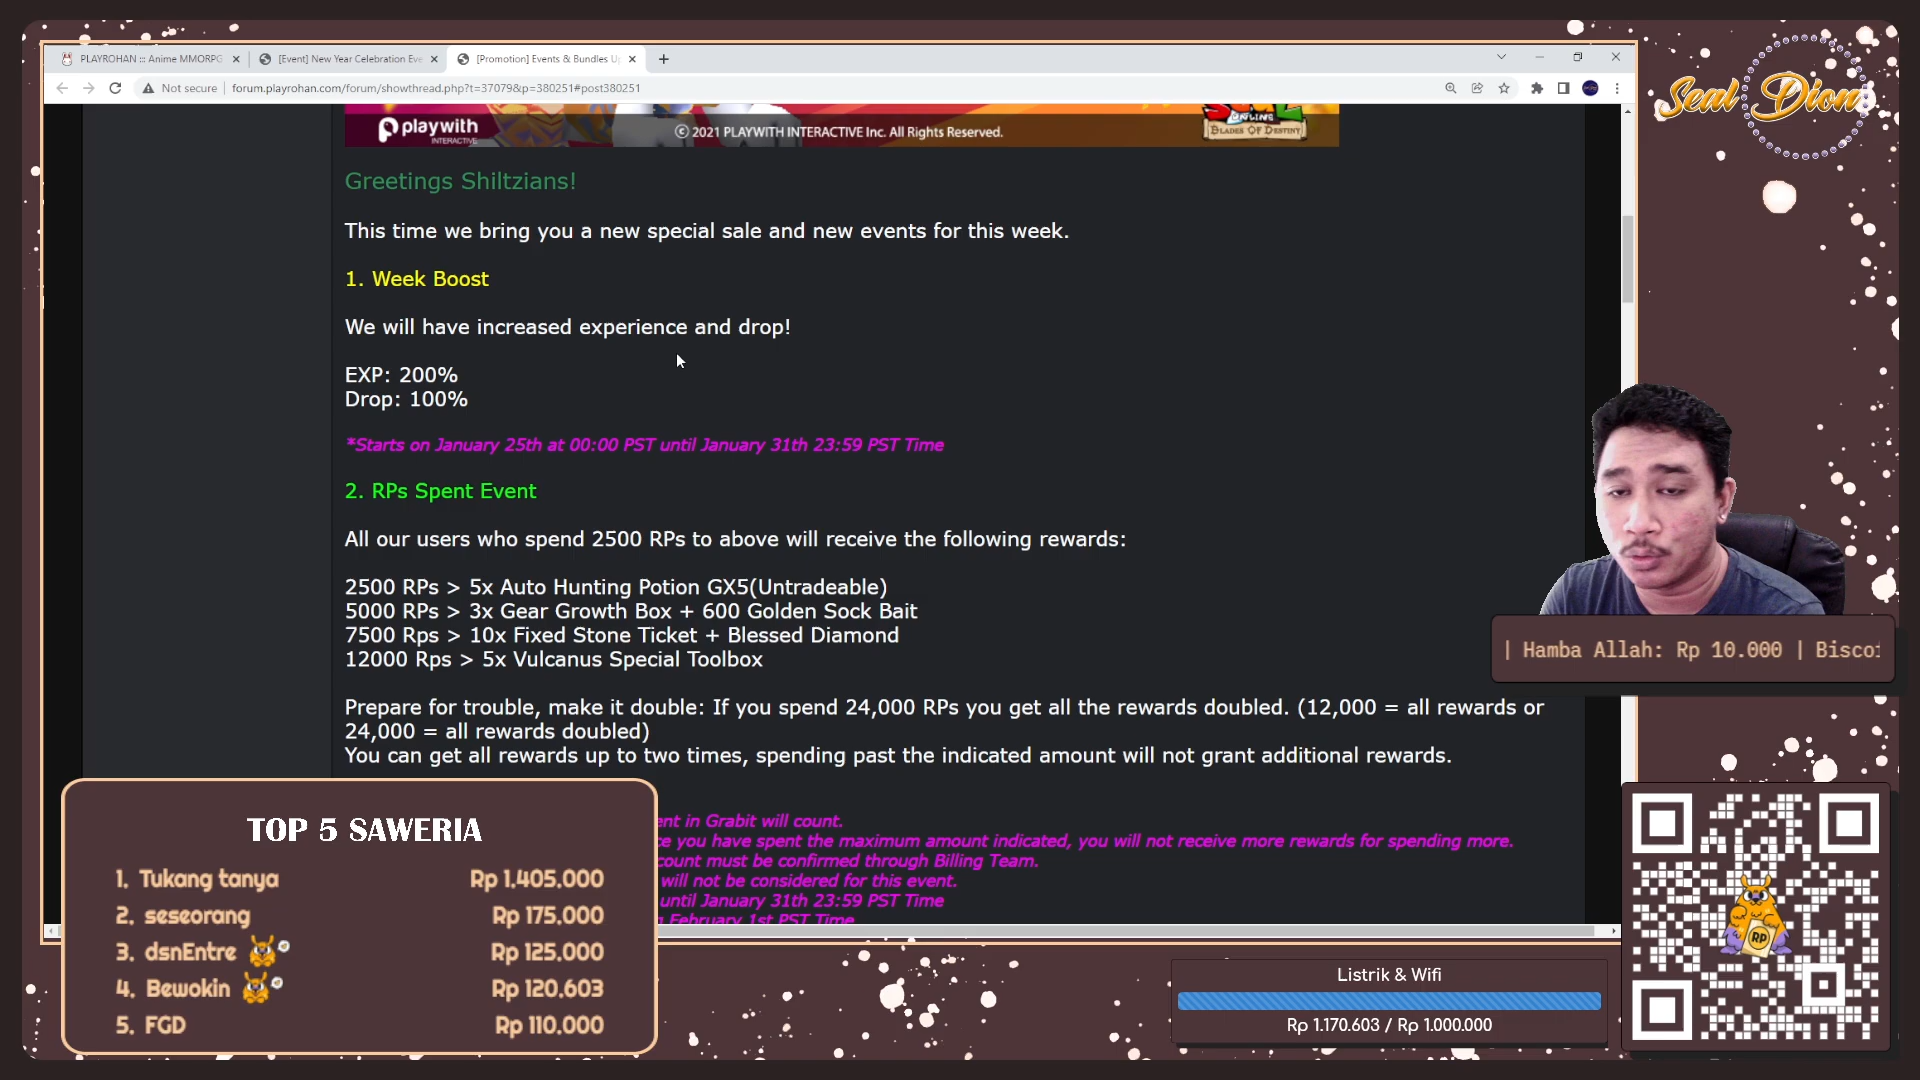 PLAYROHAN ::: Anime MMORPG
[Event] New Year Celebration Eve
[Promotion] Events & Bundles U
Not secure
forum.playrohan.com/forum/showthread.php?t=37079&p=380251#post380251
Seal Dion
playwith
INTERACTIVE
© 2021 PLAYWITH INTERACTIVE Inc. All Rights Reserved.
ONLINE
BLADES OF DESTINY
Greetings Shiltzians!
This time we bring you a new special sale and new events for this week.
1. Week Boost
We will have increased experience and drop!
EXP: 200%
Drop: 100%
*Starts on January 25th at 00:00 PST until January 31th 23:59 PST Time
2. RPs Spent Event
All our users who spend 2500 RPs to above will receive the following rewards:
2500 RPs > 5x Auto Hunting Potion GX5(Untradeable)
5000 RPs > 3x Gear Growth Box + 600 Golden Sock Bait
7500 Rps > 10x Fixed Stone Ticket + Blessed Diamond
12000 Rps > 5x Vulcanus Special Toolbox
| Hamba Allah: Rp 10.000 | Bisco
Prepare for trouble, make it double: If you spend 24,000 RPs you get all the rewards doubled. (12,000 = all rewards or
24,000 = all rewards doubled)
You can get all rewards up to two times, spending past the indicated amount will not grant additional rewards.
ent in Grabit will count.
ce you have spent the maximum amount indicated, you will not receive more rewards for spending more.
count must be confirmed through Billing Team.
will not be considered for this event.
until January 31th 23:59 PST Time
February 1st PST Time
TOP 5 SAWERIA
1. Tukang tanya Rp 1.405.000
2. seseorang Rp 175.000
3. dsnEntre Rp 125.000
4. Bewokin Rp 120.603
5. FGD Rp 110.000
Listrik & Wifi
Rp 1.170.603 / Rp 1.000.000
RP